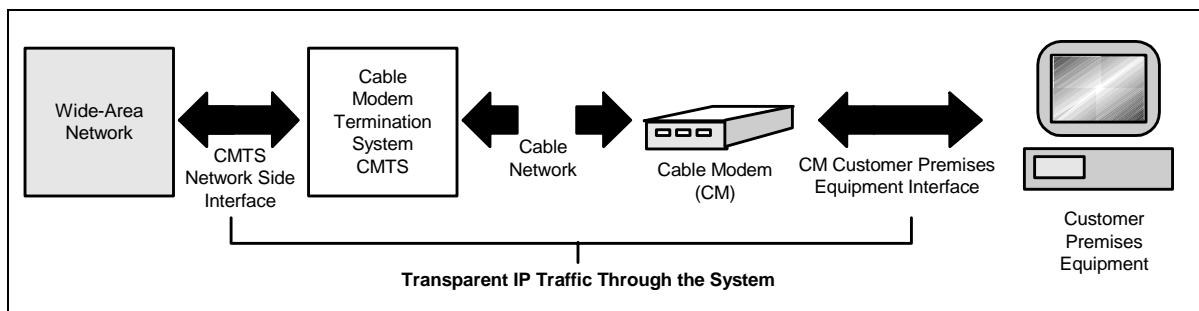 Wide-Area
Network
CMTS
Network Side
Interface
Cable
Modem
Termination
System
CMTS
Cable
Network
Cable Modem
(CM)
CM Customer Premises
Equipment Interface
Customer
Premises
Equipment
Transparent IP Traffic Through the System